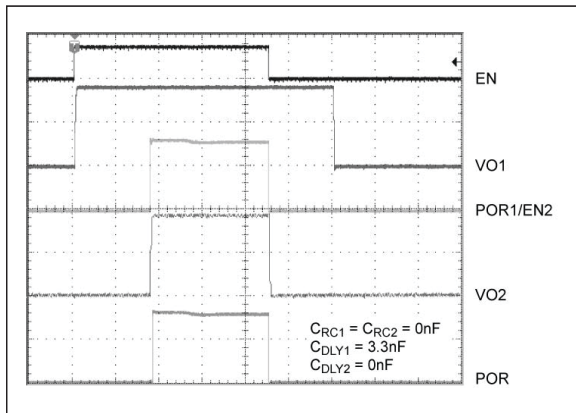 EN
VO1
POR1/EN2
VO2
C_RC1 = C_RC2 = 0nF
C_DLY1 = 3.3nF
C_DLY2 = 0nF
POR